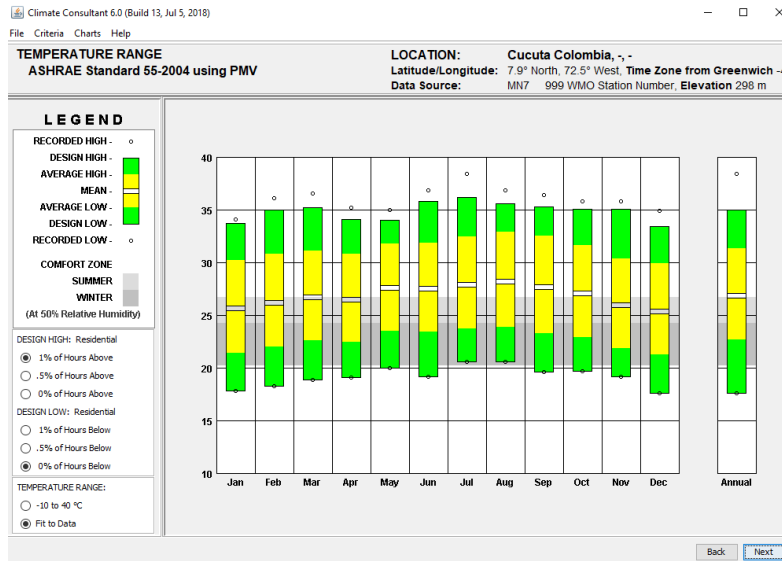 Climate Consultant 6.0 (Build 13, Jul 5, 2018)
File Criteria Charts Help
TEMPERATURE RANGE
ASHRAE Standard 55-2004 using PMV
LOCATION: Cucuta Colombia, -, -
Latitude/Longitude: 7.9° North, 72.5° West, Time Zone from Greenwich -
Data Source: MN7 999 WMO Station Number, Elevation 298 m
LEGEND
RECORDED HIGH -
DESIGN HIGH -
AVERAGE HIGH -
MEAN -
AVERAGE LOW -
DESIGN LOW -
RECORDED LOW -
COMFORT ZONE
SUMMER
WINTER
(At 50% Relative Humidity)
DESIGN HIGH: Residential
1% of Hours Above
.5% of Hours Above
0% of Hours Above
DESIGN LOW: Residential
1% of Hours Below
.5% of Hours Below
0% of Hours Below
TEMPERATURE RANGE:
-10 to 40 °C
Fit to Data
40
35
30
25
20
15
10
Jan Feb Mar Apr May Jun Jul Aug Sep Oct Nov Dec Annual
Back Next